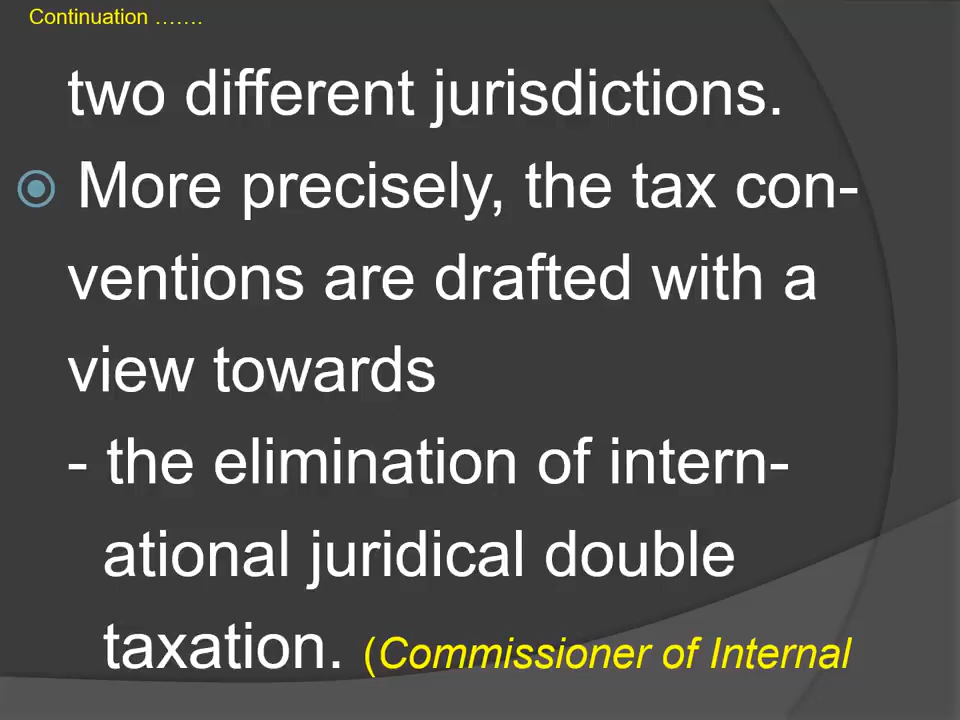 Continuation …….
two different jurisdictions.
More precisely, the tax con-
ventions are drafted with a
view towards
- the elimination of intern-
ational juridical double
taxation. (Commissioner of Internal